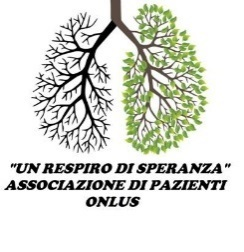 "UN RESPIRO DI SPERANZA"
ASSOCIAZIONE DI PAZIENTI
ONLUS